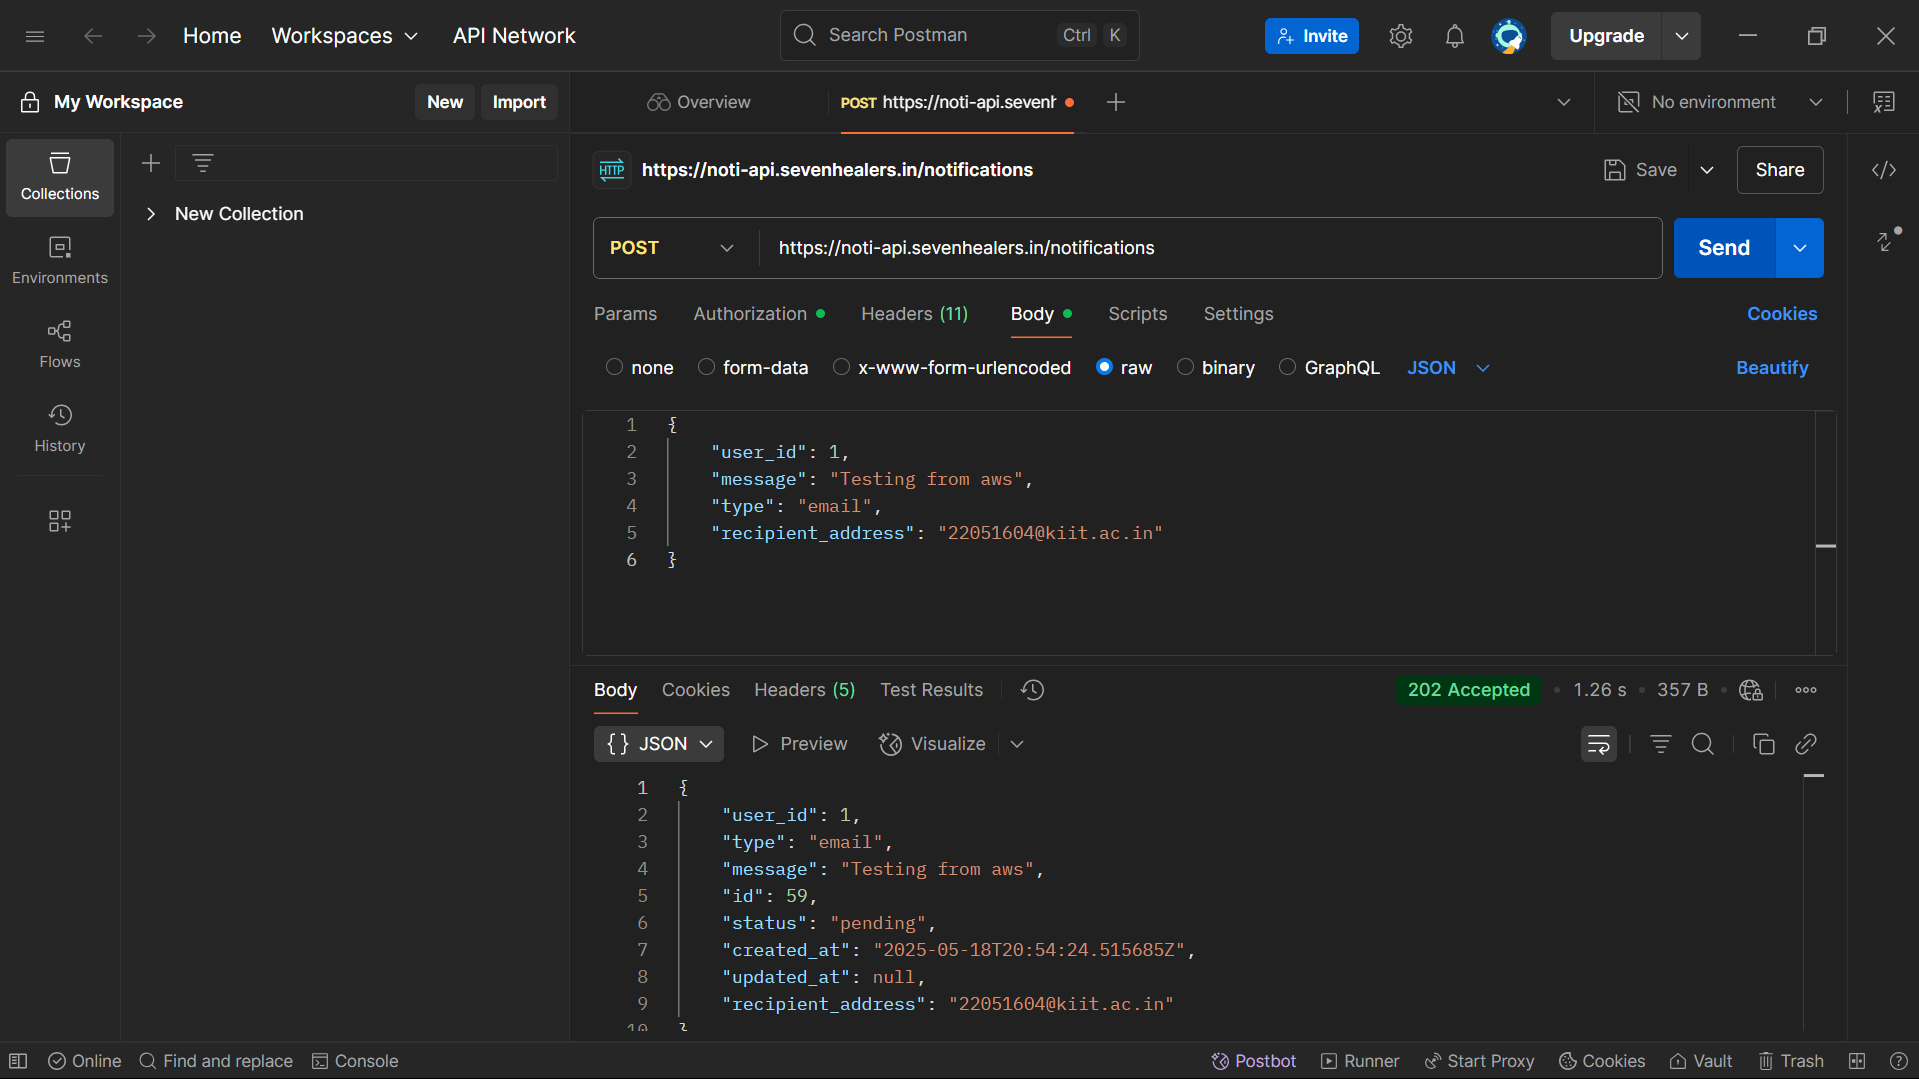 Home Workspaces API Network Search Postman Ctrl K Invite Upgrade
My Workspace New Import Overview POST https://noti-api.sevenh No environment
Collections
New Collection
Environments
Flows
History
HTTP https://noti-api.sevenhealers.in/notifications Save Share
POST https://noti-api.sevenhealers.in/notifications Send
Params Authorization Headers (11) Body Scripts Settings Cookies
none form-data x-www-form-urlencoded raw binary GraphQL JSON Beautify
1 {
2 "user_id": 1,
3 "message": "Testing from aws",
4 "type": "email",
5 "recipient_address": "22051604@kiit.ac.in"
6 }
Body Cookies Headers (5) Test Results 202 Accepted • 1.26 s • 357 B •
{} JSON Preview Visualize
1 {
2 "user_id": 1,
3 "type": "email",
4 "message": "Testing from aws",
5 "id": 59,
6 "status": "pending",
7 "created_at": "2025-05-18T20:54:24.515685Z",
8 "updated_at": null,
9 "recipient_address": "22051604@kiit.ac.in"
10 }
Online Find and replace Console Postbot Runner Start Proxy Cookies Vault Trash